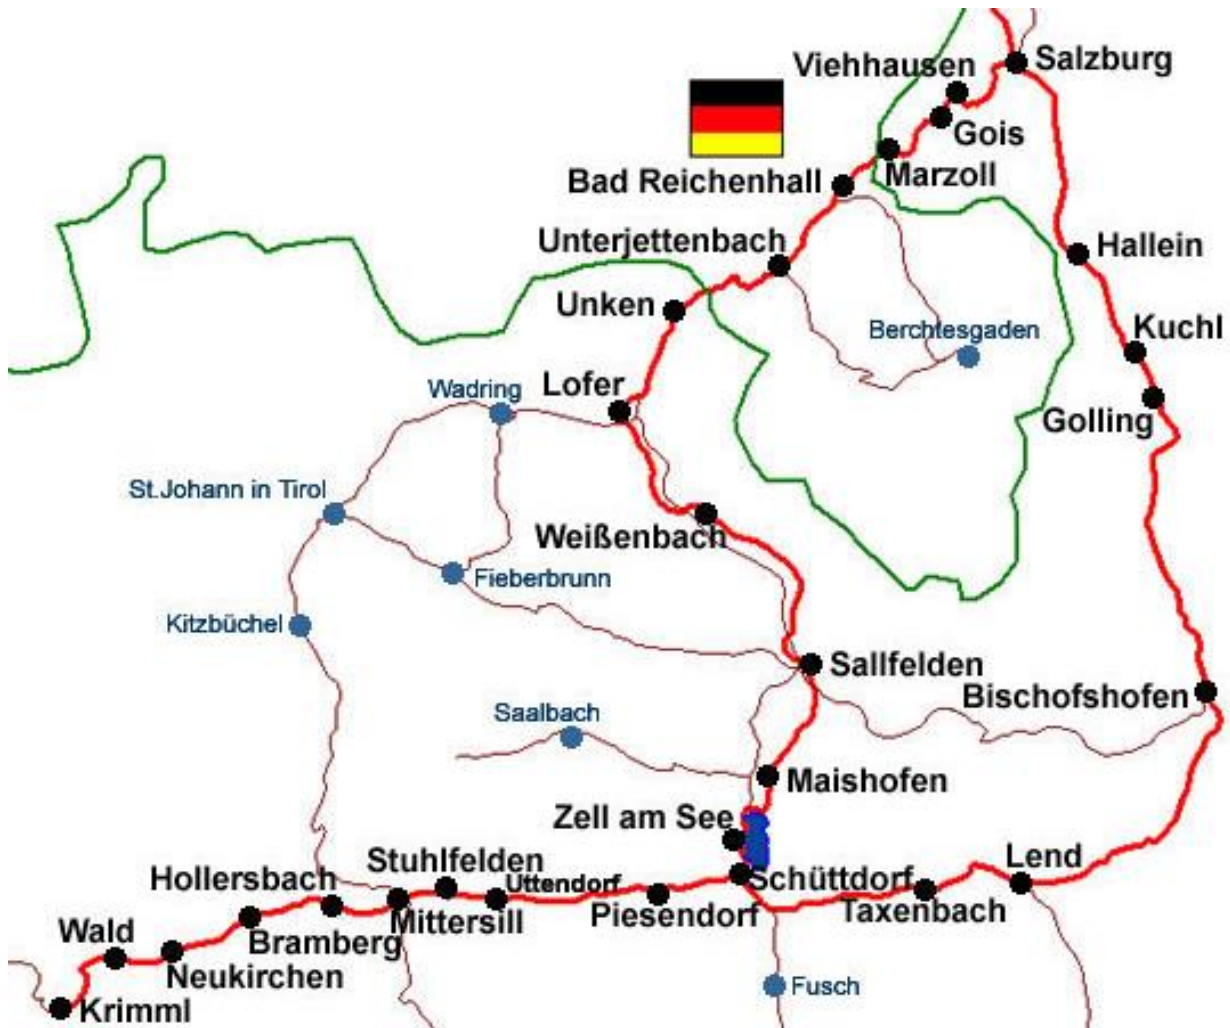 Salzburg
Viehhausen
Gois
Marzoll
Bad Reichenhall
Unterjettenbach
Hallein
Unken
Kuchl
Berchtesgaden
Wadring
Lofer
Golling
St.Johann in Tirol
Weißenbach
Fieberbrunn
Kitzbüchel
Sallfelden
Bischofshofen
Saalbach
Maishofen
Zell am See
Stuhlfelden
Lend
Hollersbach
Uttendorf
Schüttdorf
Piesendorf
Taxenbach
Mittersill
Wald
Bramberg
Neukirchen
Fusch
Krimml